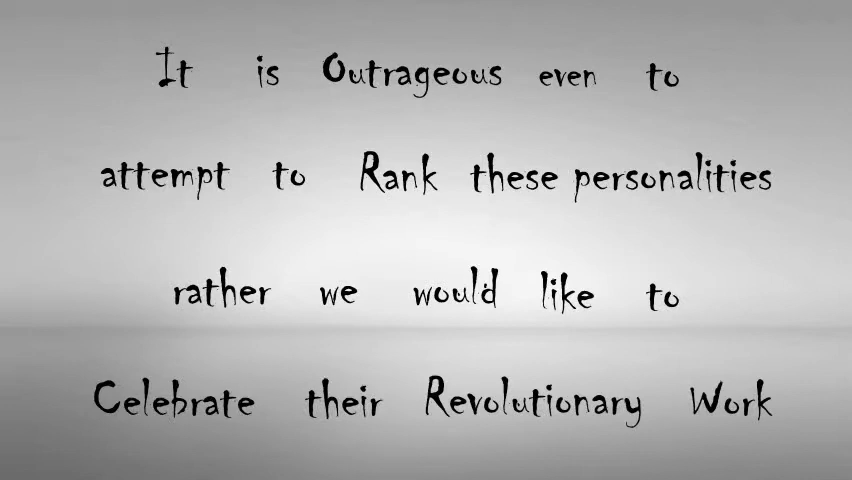 It is Outrageous even to
attempt to Rank these personalities
rather we would like to
Celebrate their Revolutionary Work